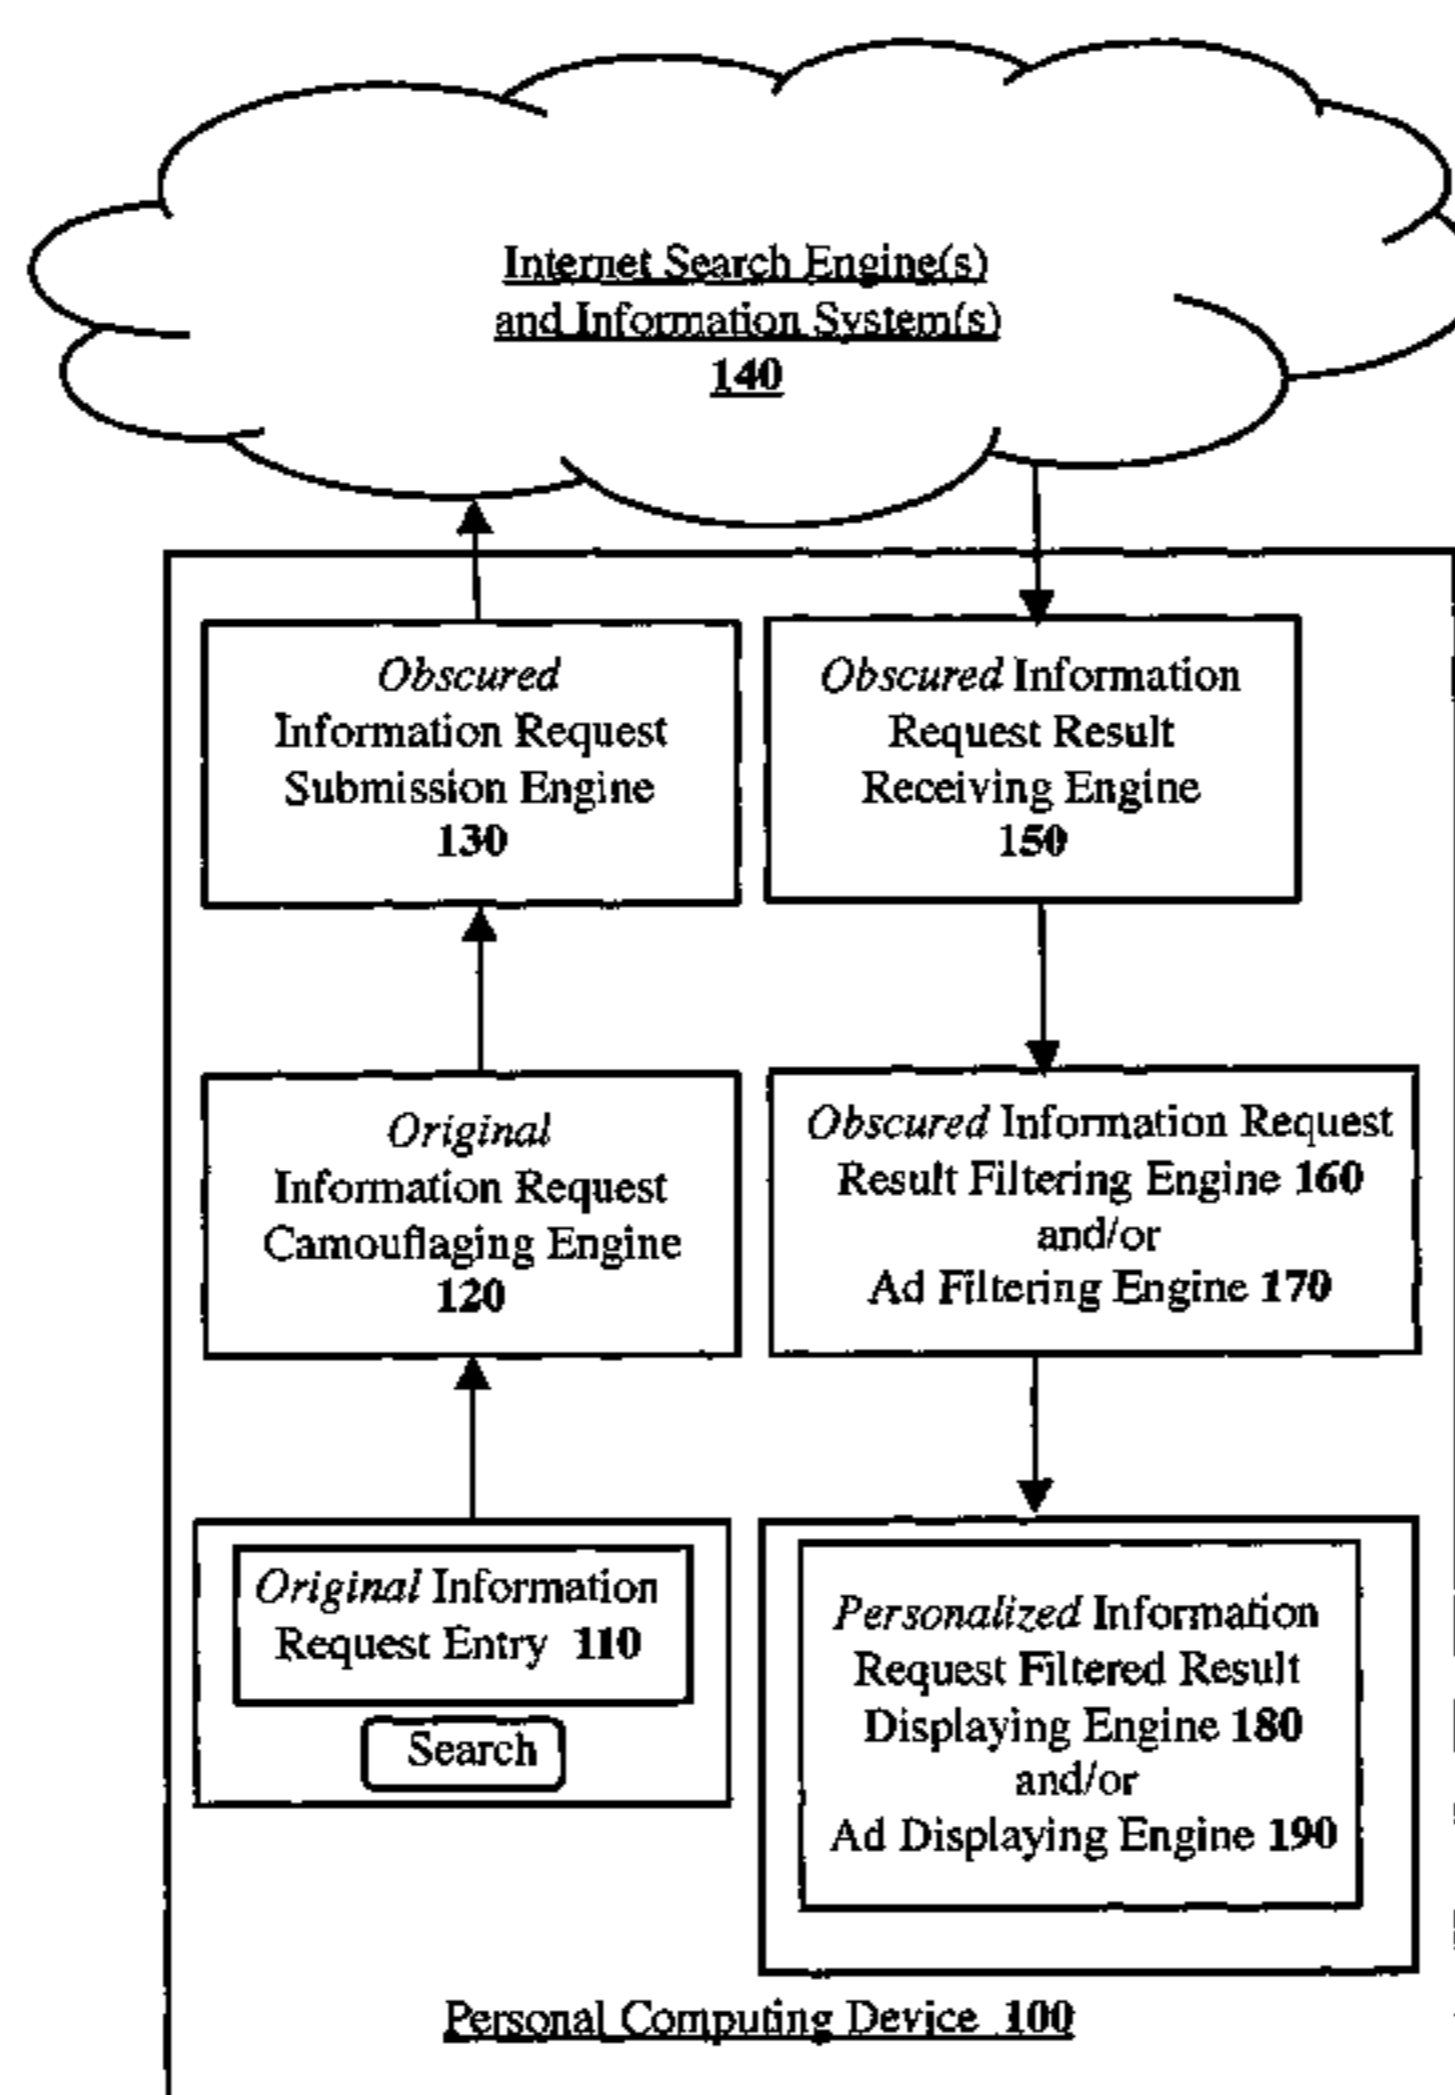 Internet Search Engine(s)
and Information System(s)
140
Obscured
Information Request
Submission Engine
130
Obscured Information
Request Result
Receiving Engine
150
Original
Information Request
Camouflaging Engine
120
Obscured Information Request
Result Filtering Engine 160
and/or
Ad Filtering Engine 170
Original Information
Request Entry 110
Search
Personalized Information
Request Filtered Result
Displaying Engine 180
and/or
Ad Displaying Engine 190
Personal Computing Device 100